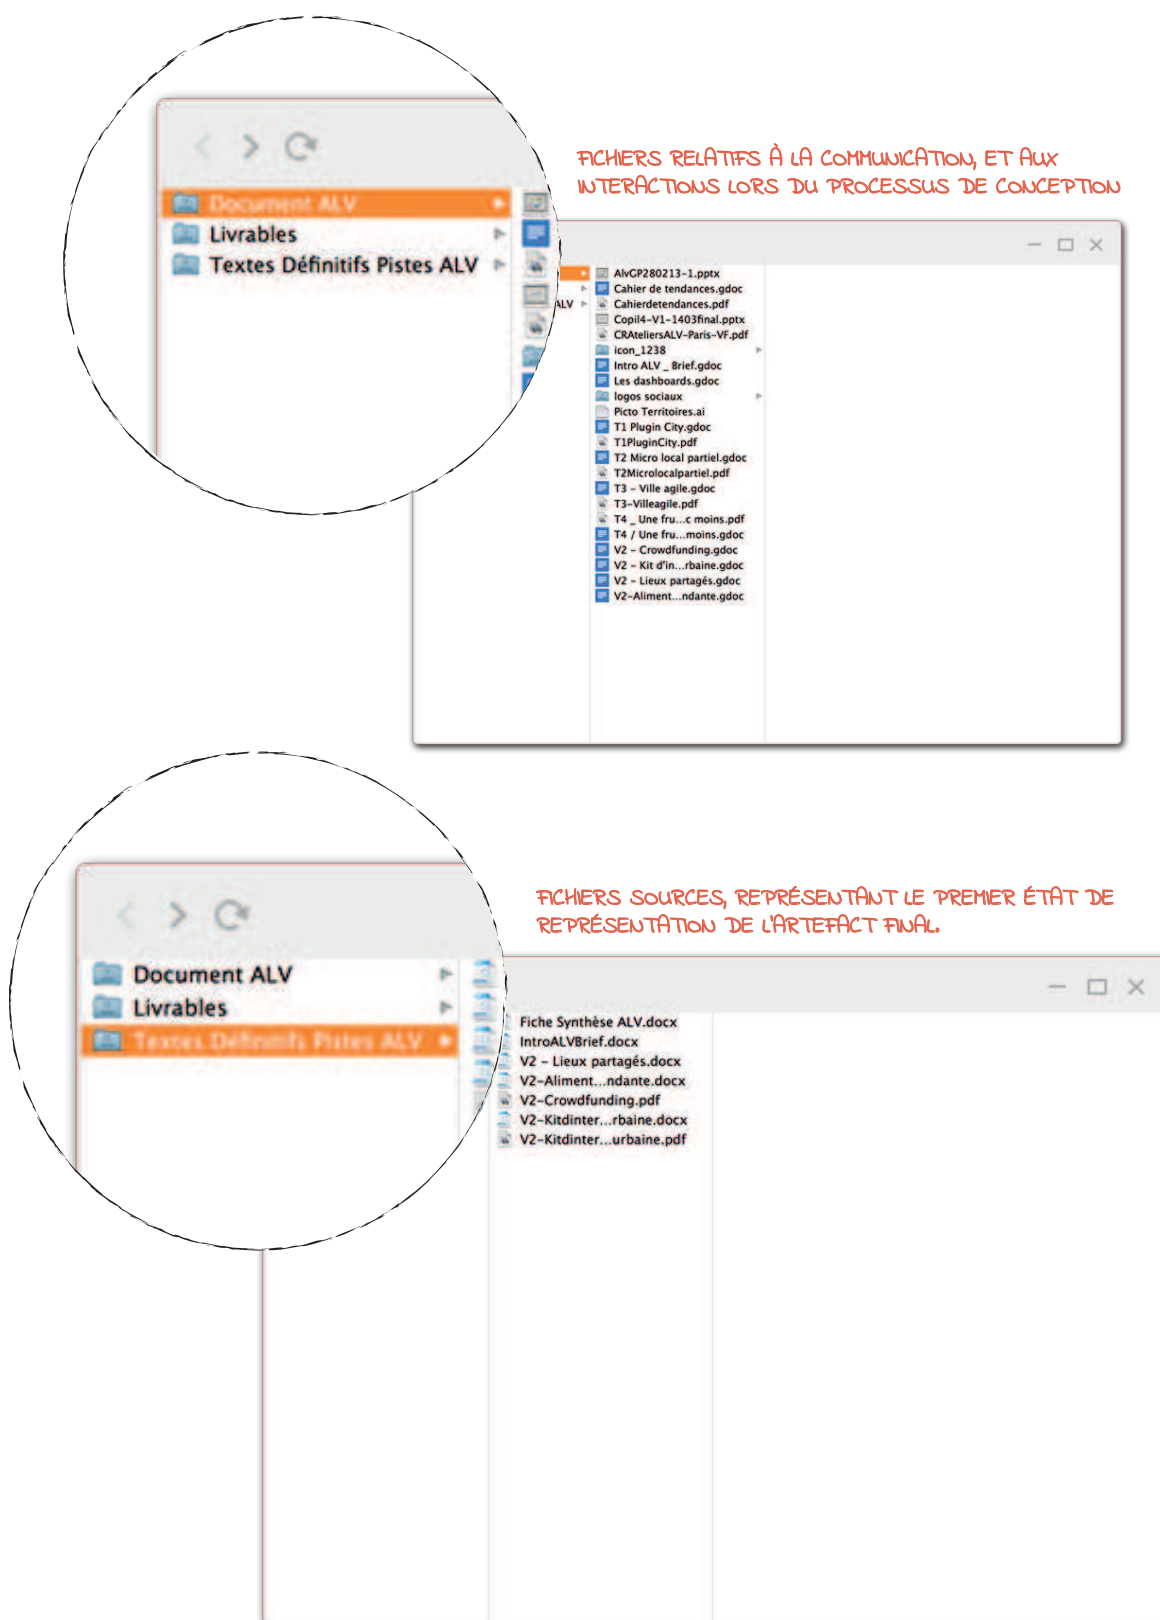 Document ALV
Livrables
Textes Définitifs Pistes ALV
FICHIERS RELATIFS À LA COMMUNICATION, ET AUX
INTERACTIONS LORS DU PROCESSUS DE CONCEPTION
ALV
AlvGP280213-1.pptx
Cahier de tendances.gdoc
Cahierdetendances.pdf
Copil4-V1-1403final.pptx
CRAteliersALV-Paris-VF.pdf
icon_1238
Intro ALV _ Brief.gdoc
Les dashboards.gdoc
logos sociaux
Picto Territoires.ai
T1 Plugin City.gdoc
T1PluginCity.pdf
T2 Micro local partiel.gdoc
T2Microlocalpartiel.pdf
T3 - Ville agile.gdoc
T3-Villeagile.pdf
T4 _ Une fru...c moins.pdf
T4 / Une fru...moins.gdoc
V2 - Crowdfunding.gdoc
V2 - Kit d'in...rbaine.gdoc
V2 - Lieux partagés.gdoc
V2-Aliment...ndante.gdoc
FICHIERS SOURCES, REPRÉSENTANT LE PREMIER ÉTAT DE
REPRÉSENTATION DE L'ARTEFACT FINAL.
Document ALV
Livrables
Textes Définitifs Pistes ALV
Fiche Synthèse ALV.docx
IntroALVBrief.docx
V2 - Lieux partagés.docx
V2-Aliment...ndante.docx
V2-Crowdfunding.pdf
V2-Kitdinter...rbaine.docx
V2-Kitdinter...urbaine.pdf